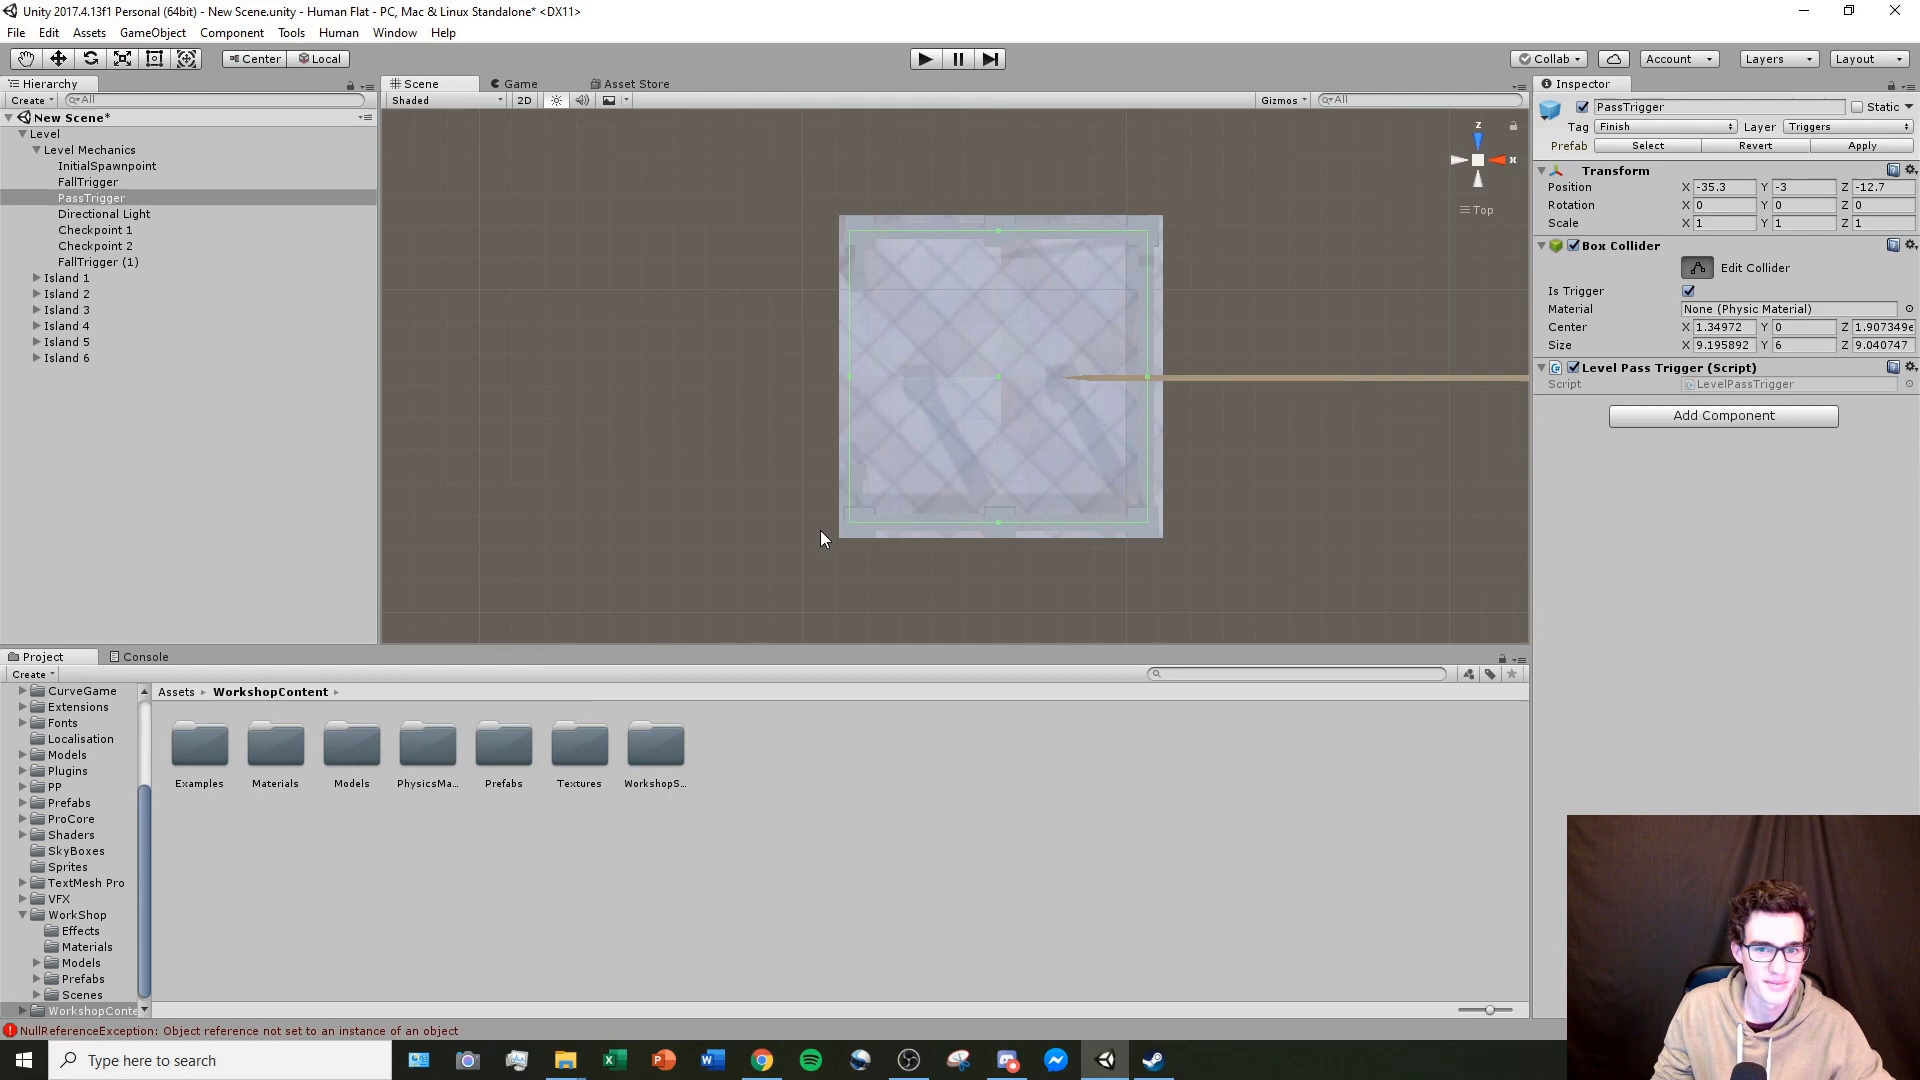 Unity 2017.4.13f1 Personal (64bit) - New Scene.unity - Human Flat - PC, Mac & Linux Standalone* <DX11>
File Edit Assets GameObject Component Tools Human Window Help
Center Local
Collab Account Layers Layout
Hierarchy
Create All
New Scene*
Level
Level Mechanics
InitialSpawnpoint
FallTrigger
PassTrigger
Directional Light
Checkpoint 1
Checkpoint 2
FallTrigger (1)
Island 1
Island 2
Island 3
Island 4
Island 5
Island 6
Scene Game Asset Store
Shaded 2D Gizmos All
z
x
Top
Inspector
PassTrigger Static
Tag Finish Layer Triggers
Prefab Select Revert Apply
Transform
Position X -35.3 Y -3 Z -12.7
Rotation X 0 Y 0 Z 0
Scale X 1 Y 1 Z 1
Box Collider
Edit Collider
Is Trigger
Material None (Physic Material)
Center X 1.34972 Y 0 Z 1.907349e
Size X 9.195892 Y 6 Z 9.040747
Level Pass Trigger (Script)
Script LevelPassTrigger
Add Component
Project Console
Create
CurveGame
Extensions
Fonts
Localisation
Models
Plugins
PP
Prefabs
ProCore
Shaders
SkyBoxes
Sprites
TextMesh Pro
VFX
WorkShop
Effects
Materials
Models
Prefabs
Scenes
WorkshopConte
Assets WorkshopContent
Examples Materials Models PhysicsMa... Prefabs Textures WorkshopS...
NullReferenceException: Object reference not set to an instance of an object
Type here to search